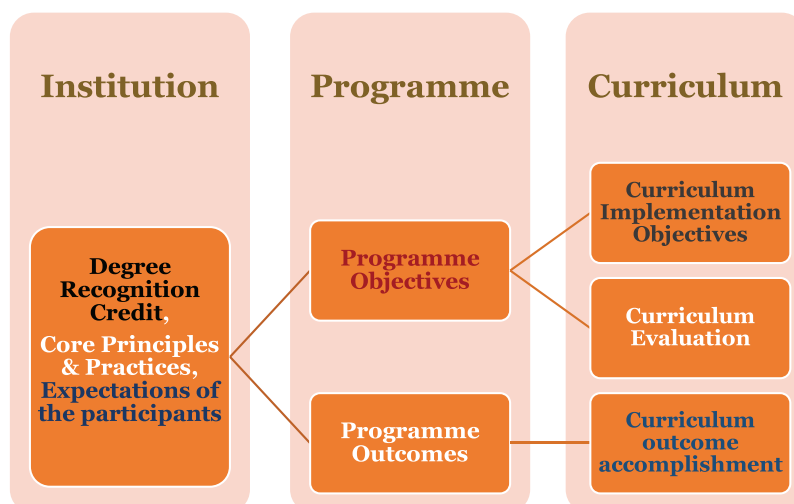 Institution
Degree
Recognition
Credit,
Core Principles
& Practices,
Expectations of
the participants
Programme
Programme
Objectives
Programme
Outcomes
Curriculum
Curriculum
Implementation
Objectives
Curriculum
Evaluation
Curriculum
outcome
accomplishment